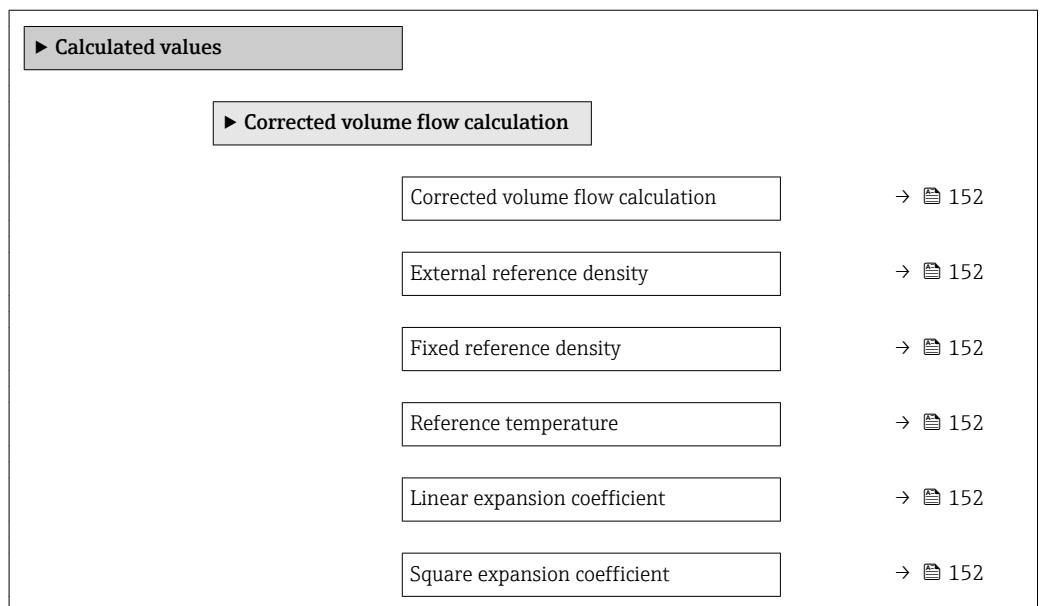 ▶ Calculated values
▶ Corrected volume flow calculation
Corrected volume flow calculation → 152
External reference density → 152
Fixed reference density → 152
Reference temperature → 152
Linear expansion coefficient → 152
Square expansion coefficient → 152